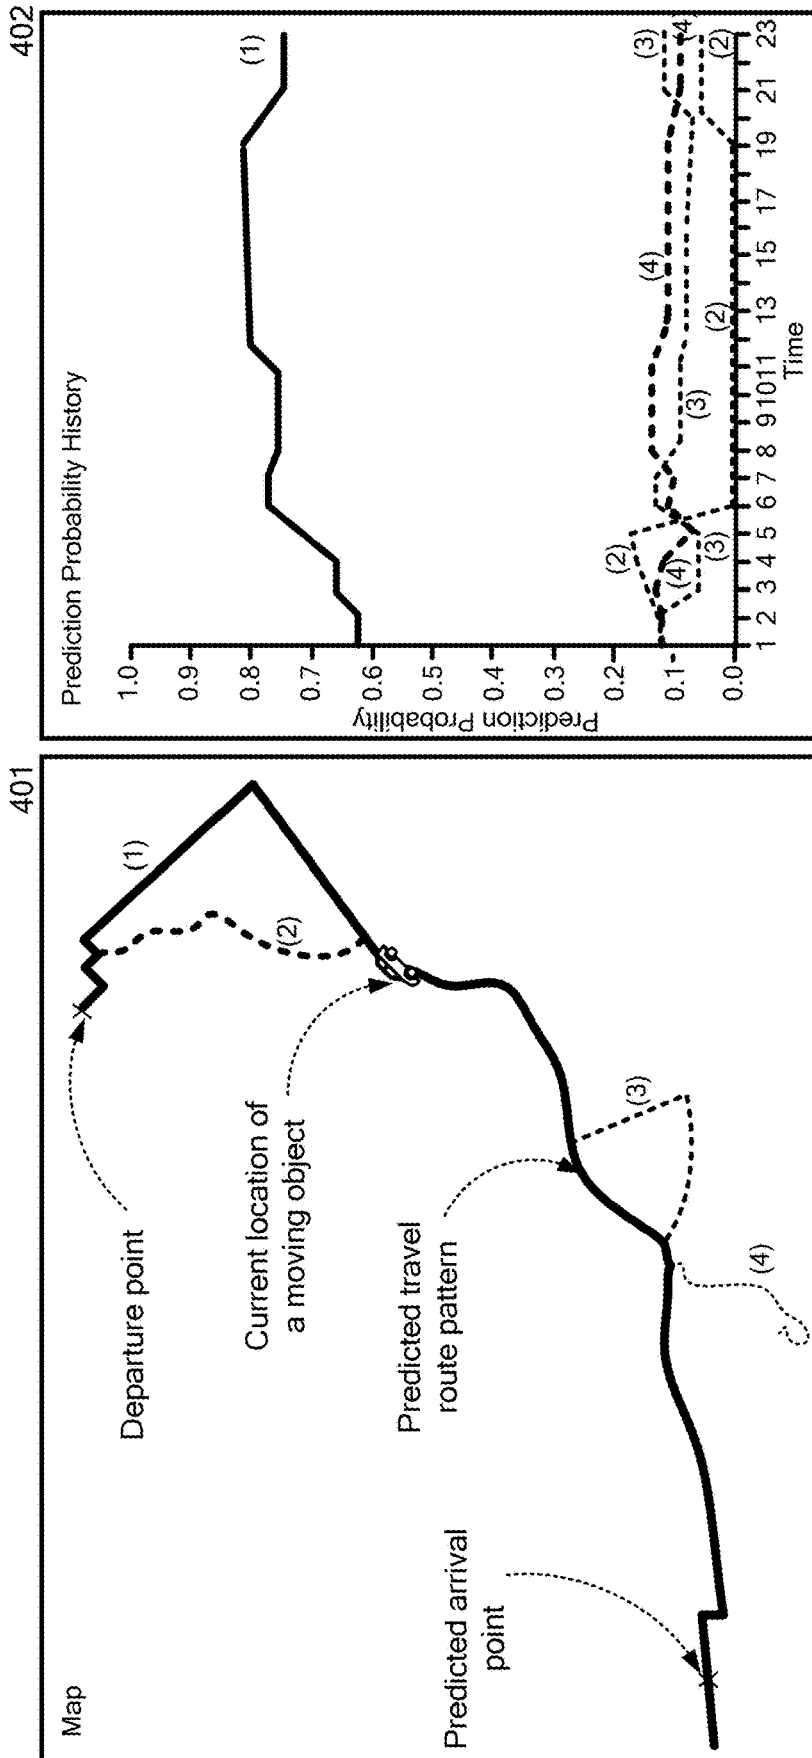 401
Map
Departure point
(1)
(2)
Current location of
a moving object
Predicted travel
route pattern
(3)
(4)
Predicted arrival
point
402
Prediction Probability History
Prediction Probability
1.0
0.9
0.8
0.7
0.6
0.5
0.4
0.3
0.2
0.1
0.0
(1)
(2)
(4)
(3)
(3)
(4)
(2)
(3)
(4)
(2)
1 2 3 4 5 6 7 8 9 10 11 13 15 17 19 21 23
Time